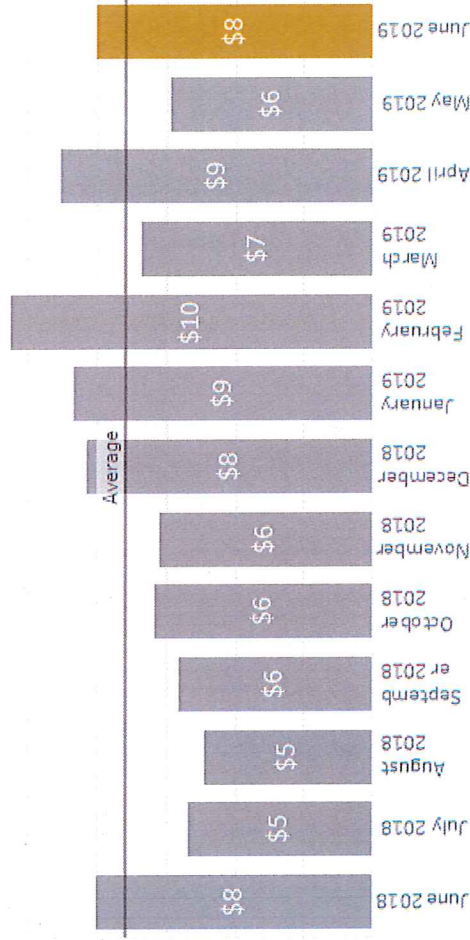 Average
$8
$5
$5
$6
$6
$6
$8
$9
$10
$7
$9
$6
$8
June 2018
July 2018
August
2018
Septemb
er 2018
October
2018
November
2018
December
2018
January
2019
February
2019
March
2019
April 2019
May 2019
June 2019